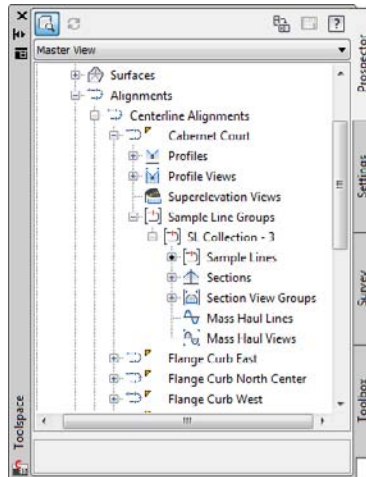 Master View
Surfaces
Alignments
Centerline Alignments
Cabernet Court
Profiles
Profile Views
Superelevation Views
Sample Line Groups
SL Collection - 3
Sample Lines
Sections
Section View Groups
Mass Haul Lines
Mass Haul Views
Flange Curb East
Flange Curb North Center
Flange Curb West
Toolspace
Prospector
Settings
Survey
Toolbox